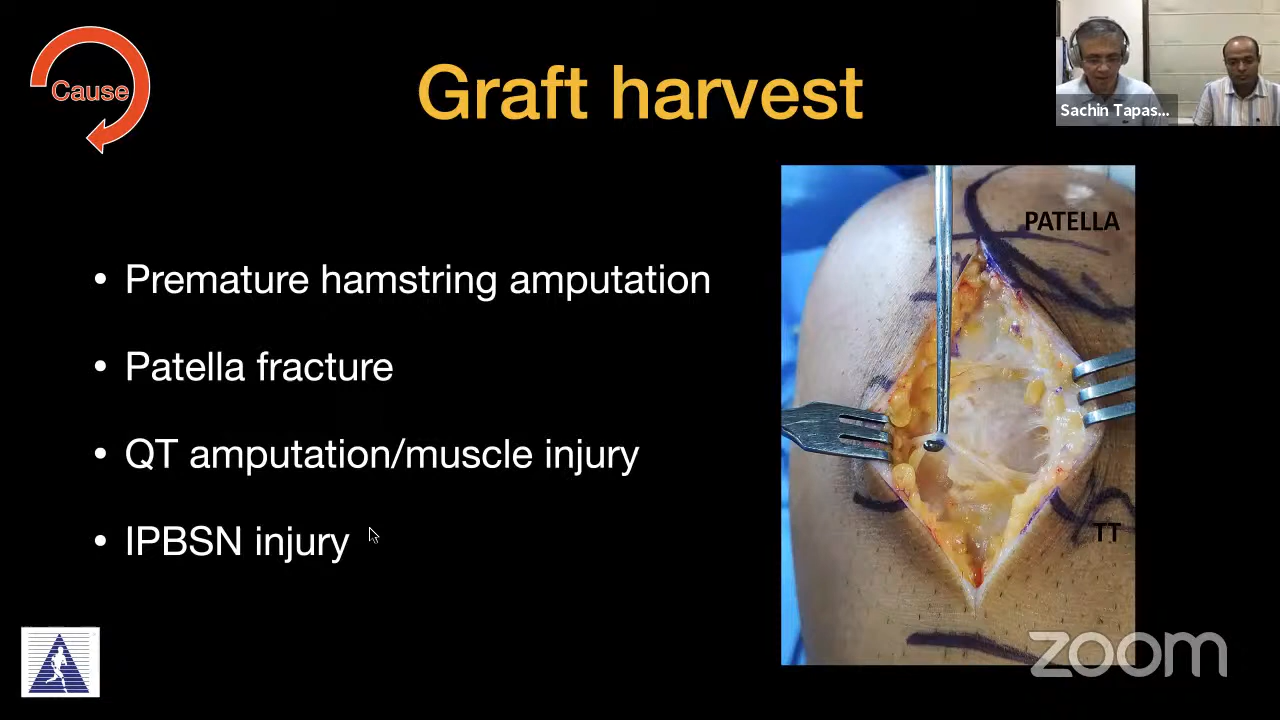 Cause
Graft harvest
Sachin Tapas...
• Premature hamstring amputation
• Patella fracture
• QT amputation/muscle injury
• IPBSN injury
PATELLA
TT
zoom